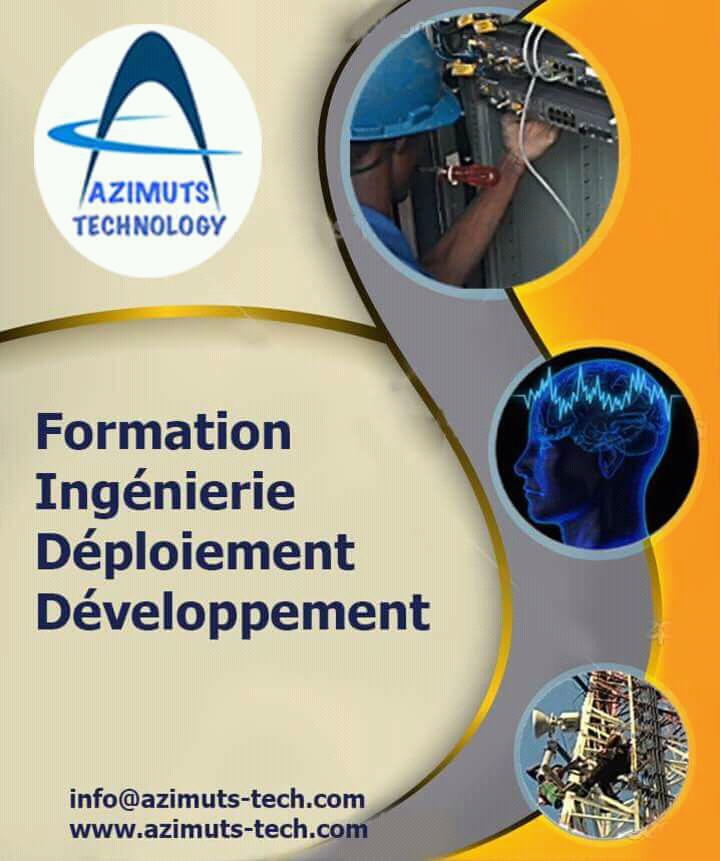 AZIMUTS
TECHNOLOGY
Formation
Ingénierie
Déploiement
Développement
info@azimuts-tech.com
www.azimuts-tech.com